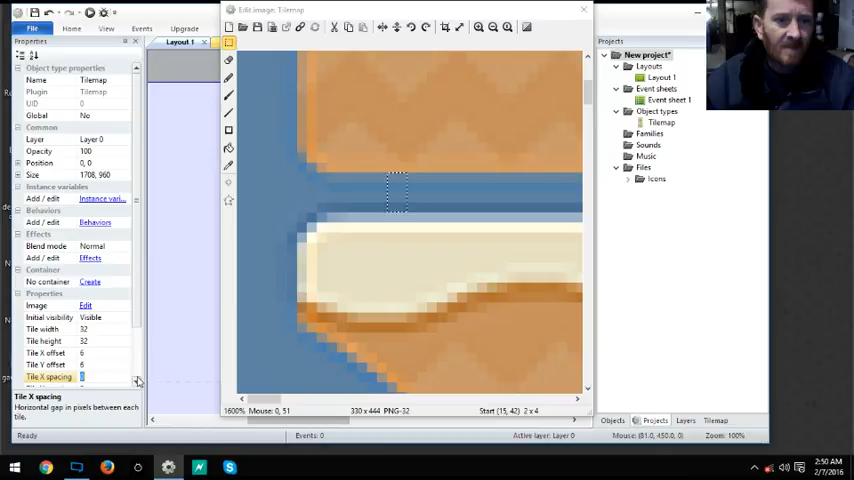 Edit image: Tilemap
File Home View Events Upgrade
Properties
Layout 1
Projects
Object type properties
Name Tilemap
Plugin Tilemap
UID 0
Global No
Common
Layer Layer 0
Opacity 100
Position 0, 0
Size 1708, 960
Instance variables
Add / edit Instance vari...
Behaviors
Add / edit Behaviors
Effects
Blend mode Normal
Add / edit Effects
Container
No container Create
Properties
Image Edit
Initial visibility Visible
Tile width 32
Tile height 32
Tile X offset 6
Tile Y offset 6
Tile X spacing 0
Tile X spacing
Horizontal gap in pixels between each
tile.
New project*
Layouts
Layout 1
Event sheets
Event sheet 1
Object types
Tilemap
Families
Sounds
Music
Files
Icons
1600% Mouse: 0, 51 330 x 444 PNG-32 Start (15, 42) 2 x 4
Objects Projects Layers Tilemap
Ready Events: 0 Active layer: Layer 0 Mouse: (81.0, 450.0, 0) Zoom: 100%
2:50 AM
2/7/2016